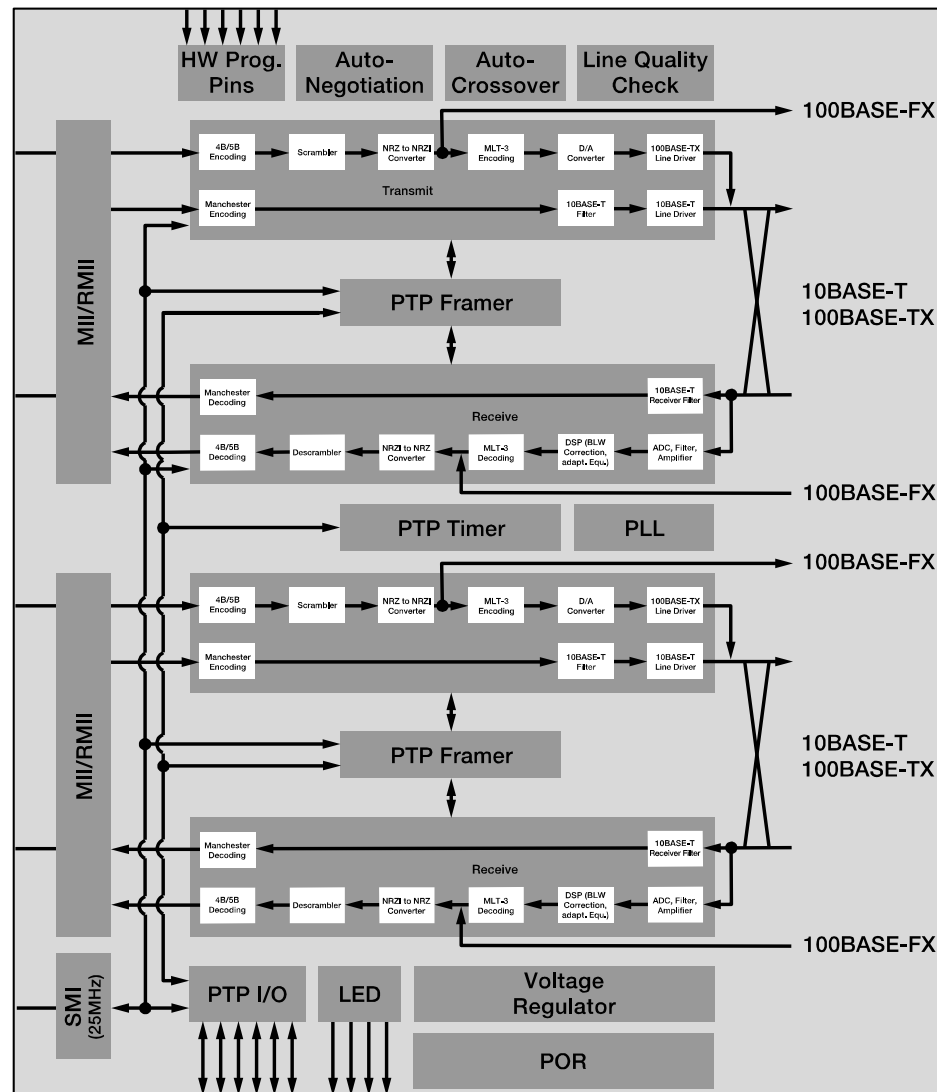 HW Prog.
Pins
Auto-
Negotiation
Auto-
Crossover
Line Quality
Check
100BASE-FX
MII/RMII
4B/5B
Encoding
Scrambler
NRZ to NRZI
Converter
MLT-3
Encoding
D/A
Converter
100BASE-TX
Line Driver
Transmit
Manchester
Encoding
10BASE-T
Filter
10BASE-T
Line Driver
PTP Framer
10BASE-T
100BASE-TX
Manchester
Decoding
Receive
10BASE-T
Receiver Filter
4B/5B
Decoding
Descrambler
NRZI to NRZ
Converter
MLT-3
Decoding
DSP (BLW
Correction,
adapt. Equ.)
ADC, Filter,
Amplifier
100BASE-FX
PTP Timer
PLL
100BASE-FX
MII/RMII
4B/5B
Encoding
Scrambler
NRZ to NRZI
Converter
MLT-3
Encoding
D/A
Converter
100BASE-TX
Line Driver
Manchester
Encoding
10BASE-T
Filter
10BASE-T
Line Driver
PTP Framer
10BASE-T
100BASE-TX
Manchester
Decoding
Receive
10BASE-T
Receiver Filter
4B/5B
Decoding
Descrambler
NRZI to NRZ
Converter
MLT-3
Decoding
DSP (BLW
Correction,
adapt. Equ.)
ADC, Filter,
Amplifier
100BASE-FX
SMI
(25MHz)
PTP I/O
LED
Voltage
Regulator
POR